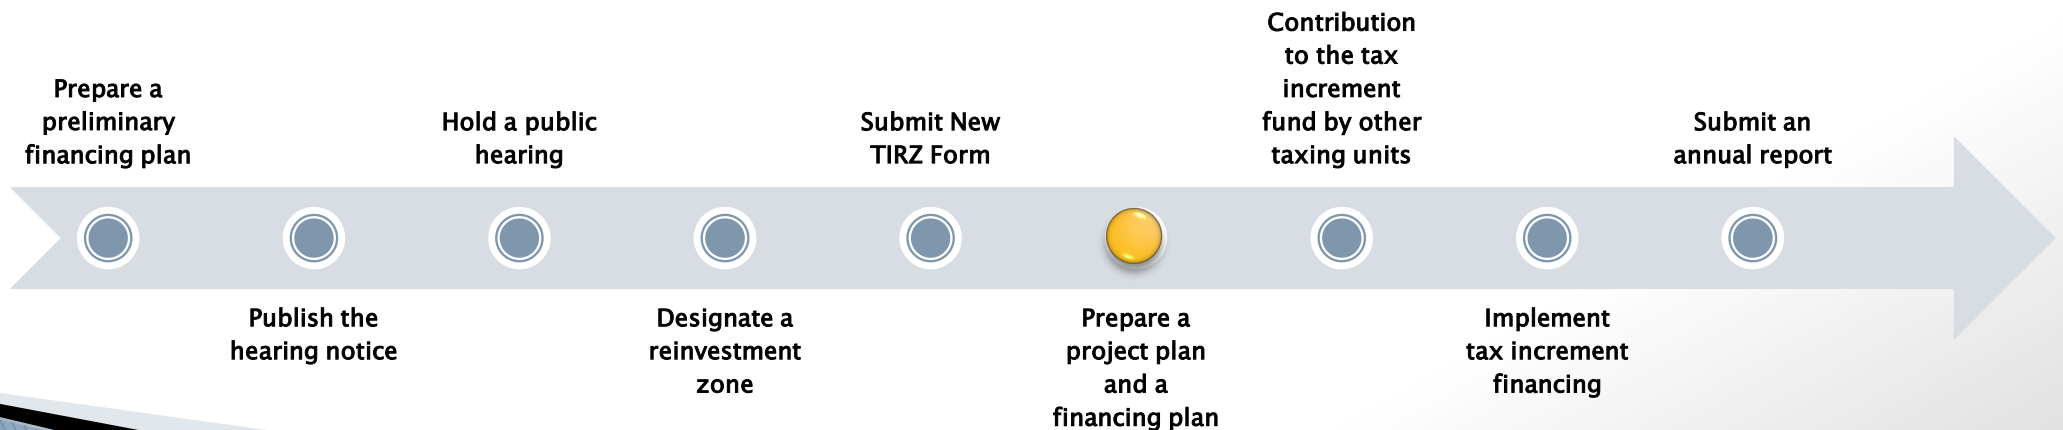 Prepare a
preliminary
financing plan
Publish the
hearing notice
Hold a public
hearing
Designate a
reinvestment
zone
Submit New
TIRZ Form
Prepare a
project plan
and a
financing plan
Contribution
to the tax
increment
fund by other
taxing units
Implement
tax increment
financing
Submit an
annual report